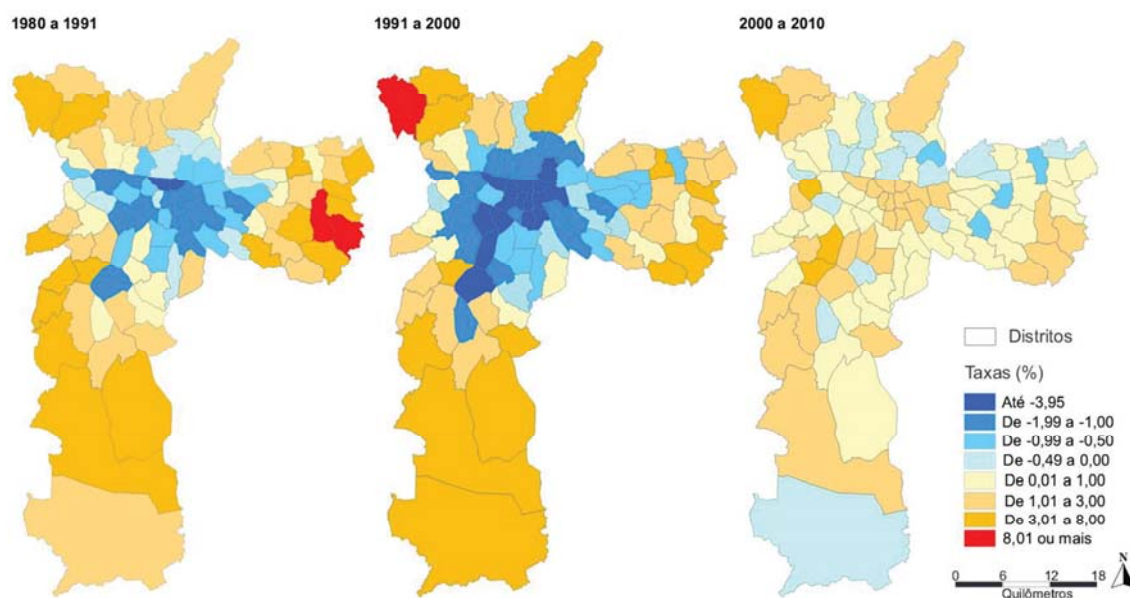 1980 a 1991
1991 a 2000
2000 a 2010
Distritos
Taxas (%)
Até -3,95
De -1,99 a -1,00
De -0,99 a -0,50
De -0,49 a 0,00
De 0,01 a 1,00
De 1,01 a 3,00
De 3,01 a 8,00
8,01 ou mais
N
0 6 12 18
Quilômetros